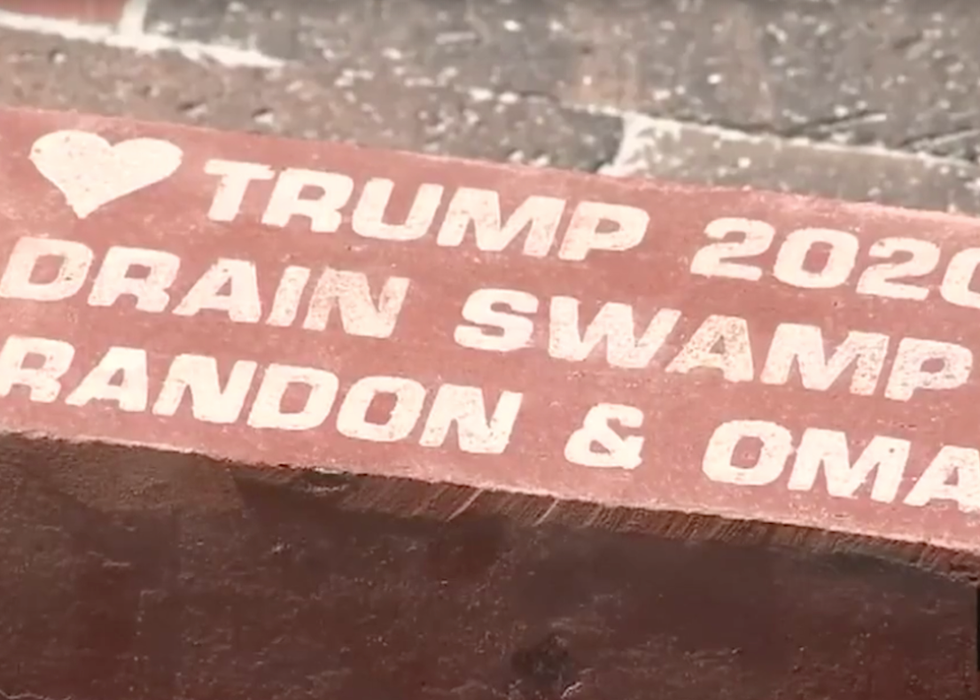 ♥ TRUMP 2020
DRAIN SWAMP
RANDON & OMA